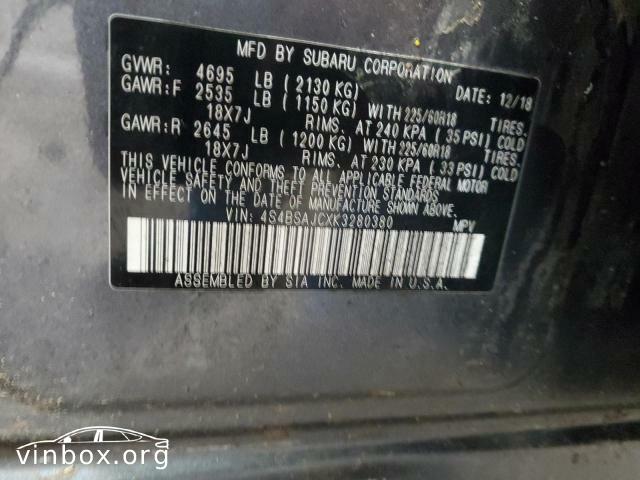 MFD BY SUBARU CORPORATION DATE: 12/18
GVWR: 4695 LB (2130 KG)
GAWR:F 2535 LB (1150 KG) WITH 225/60R18 TIRES.
18X7J RIMS. AT 240 KPA (35 PSI) COLD
GAWR:R 2645 LB (1200 KG) WITH 225/60R18 TIRES.
18X7J RIMS. AT 230 KPA (33 PSI) COLD
THIS VEHICLE CONFORMS TO ALL APPLICABLE FEDERAL MOTOR
VEHICLE SAFETY AND THEFT PREVENTION STANDARDS
IN EFFECT ON THE DATE OF MANUFACTURE SHOWN ABOVE.
VIN: 4S4BSAJCXK3280380 MPV
ASSEMBLED BY SIA INC. MADE IN U.S.A.
vinbox.org